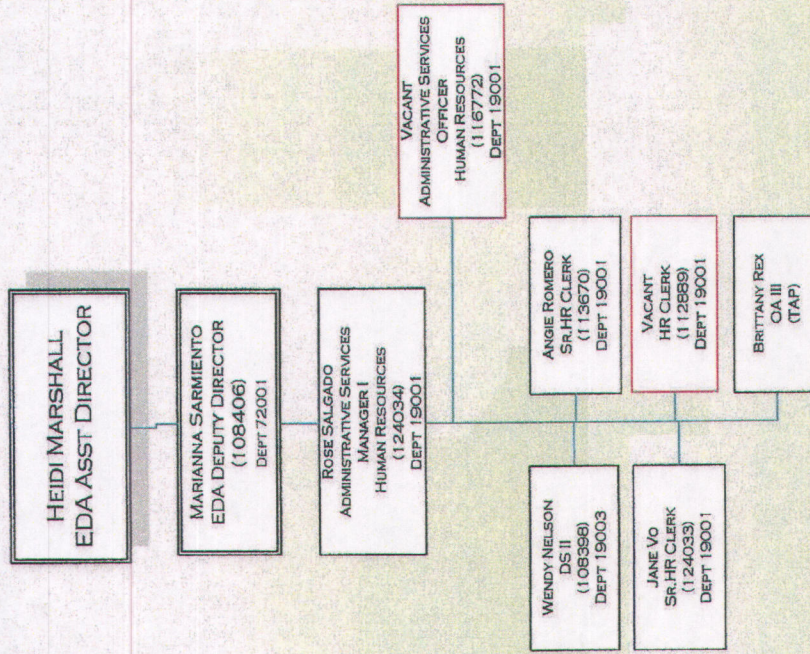 HEIDI MARSHALL
EDA ASST DIRECTOR
MARIANNA SARMIENTO
EDA DEPUTY DIRECTOR
(108406)
DEPT 72001
ROSE SALGADO
ADMINISTRATIVE SERVICES
MANAGER I
HUMAN RESOURCES
(124034)
DEPT 19001
VACANT
ADMINISTRATIVE SERVICES
OFFICER
HUMAN RESOURCES
(116772)
DEPT 19001
WENDY NELSON
DS II
(108398)
DEPT 19003
ANGIE ROMERO
SR.HR CLERK
(113670)
DEPT 19001
JANE VO
SR.HR CLERK
(124033)
DEPT 19001
VACANT
HR CLERK
(112889)
DEPT 19001
BRITTANY REX
OA III
(TAP)